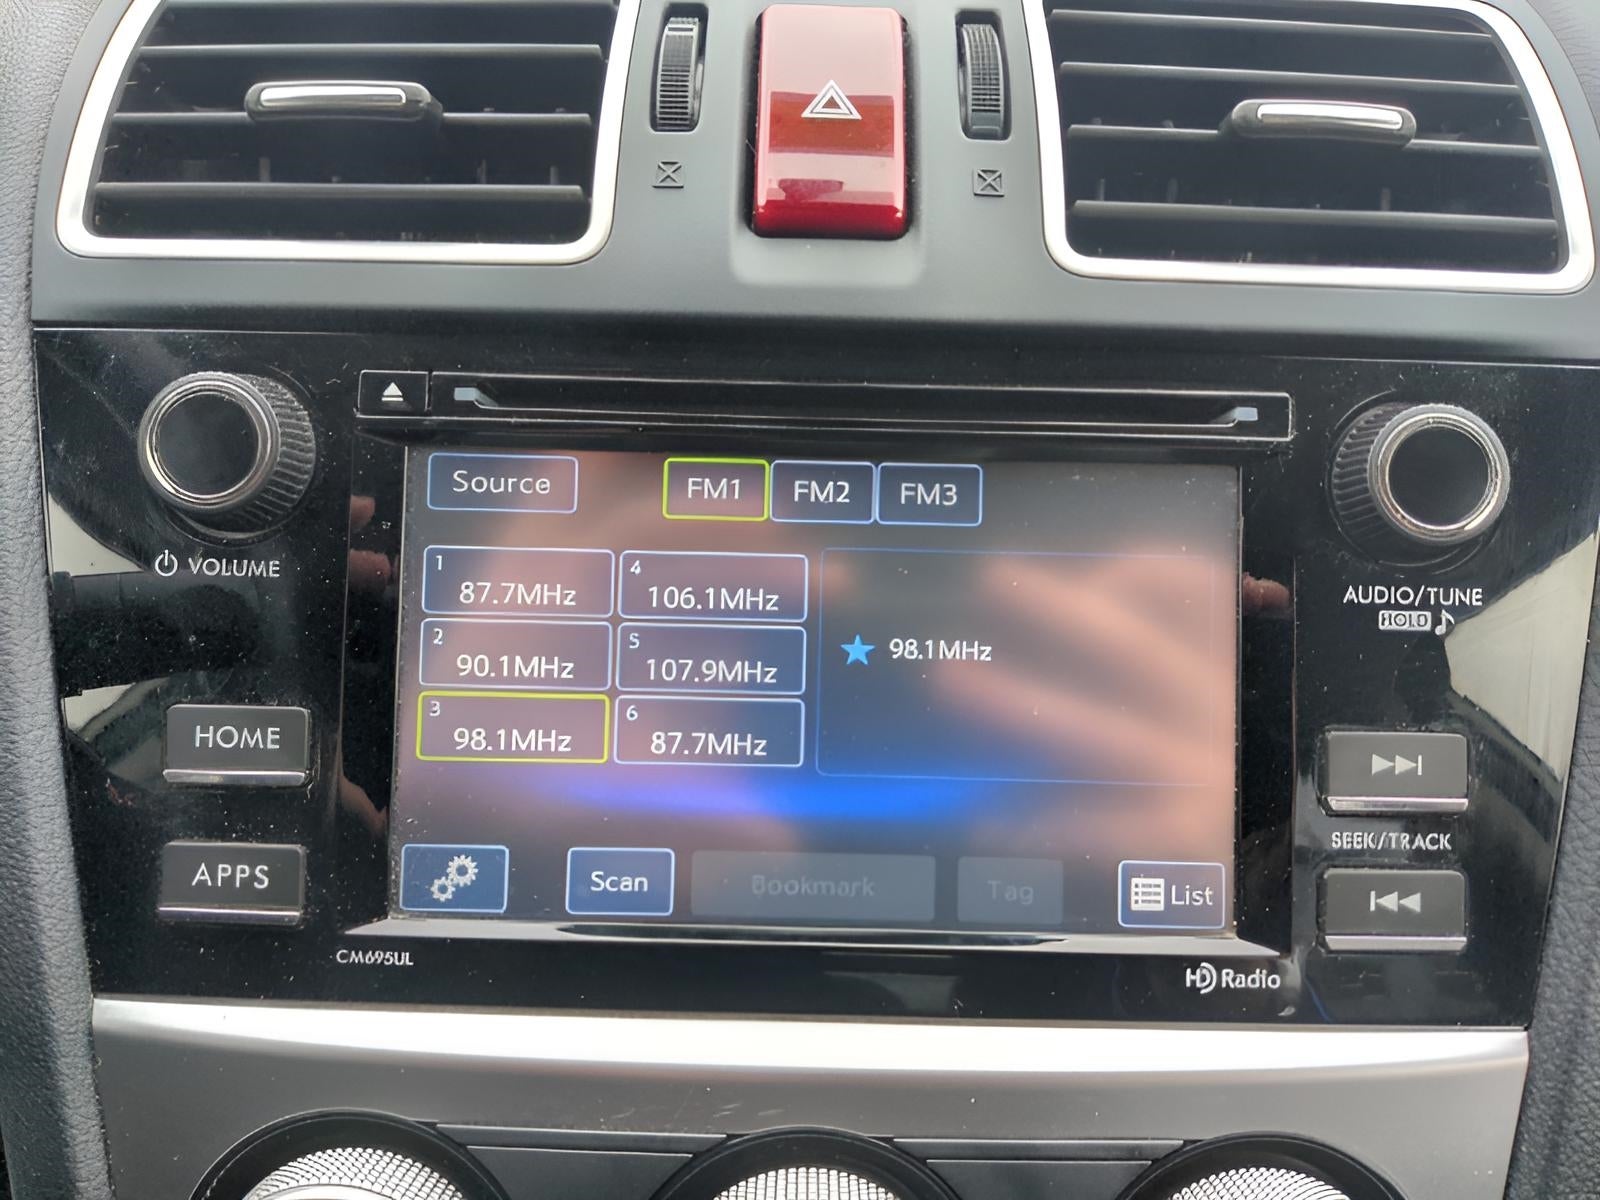 Source
FM1 FM2 FM3
1 87.7MHz
4 106.1MHz
2 90.1MHz
5 107.9MHz
3 98.1MHz
6 87.7MHz
98.1MHz
Scan
Bookmark
Tag
List
VOLUME
HOME
APPS
AUDIO/TUNE
HOLD
SEEK/TRACK
CM695UL
HD Radio